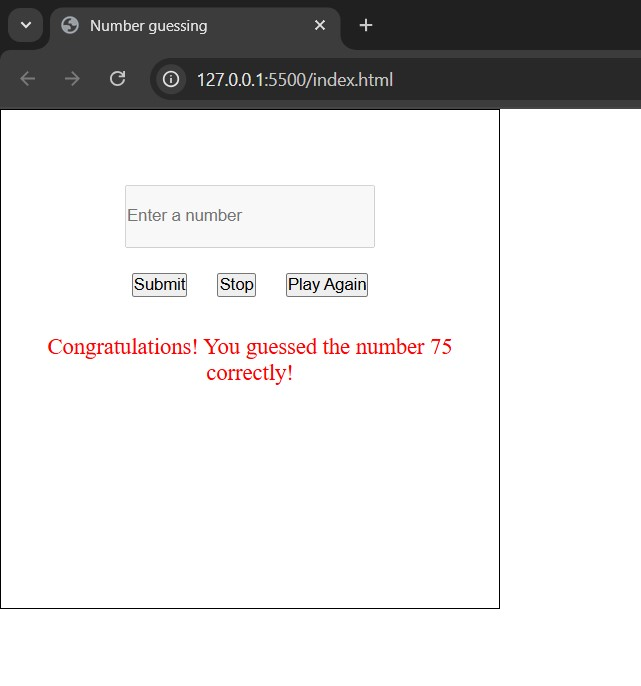 Number guessing
127.0.0.1:5500/index.html
Enter a number
Submit Stop Play Again
Congratulations! You guessed the number 75
correctly!